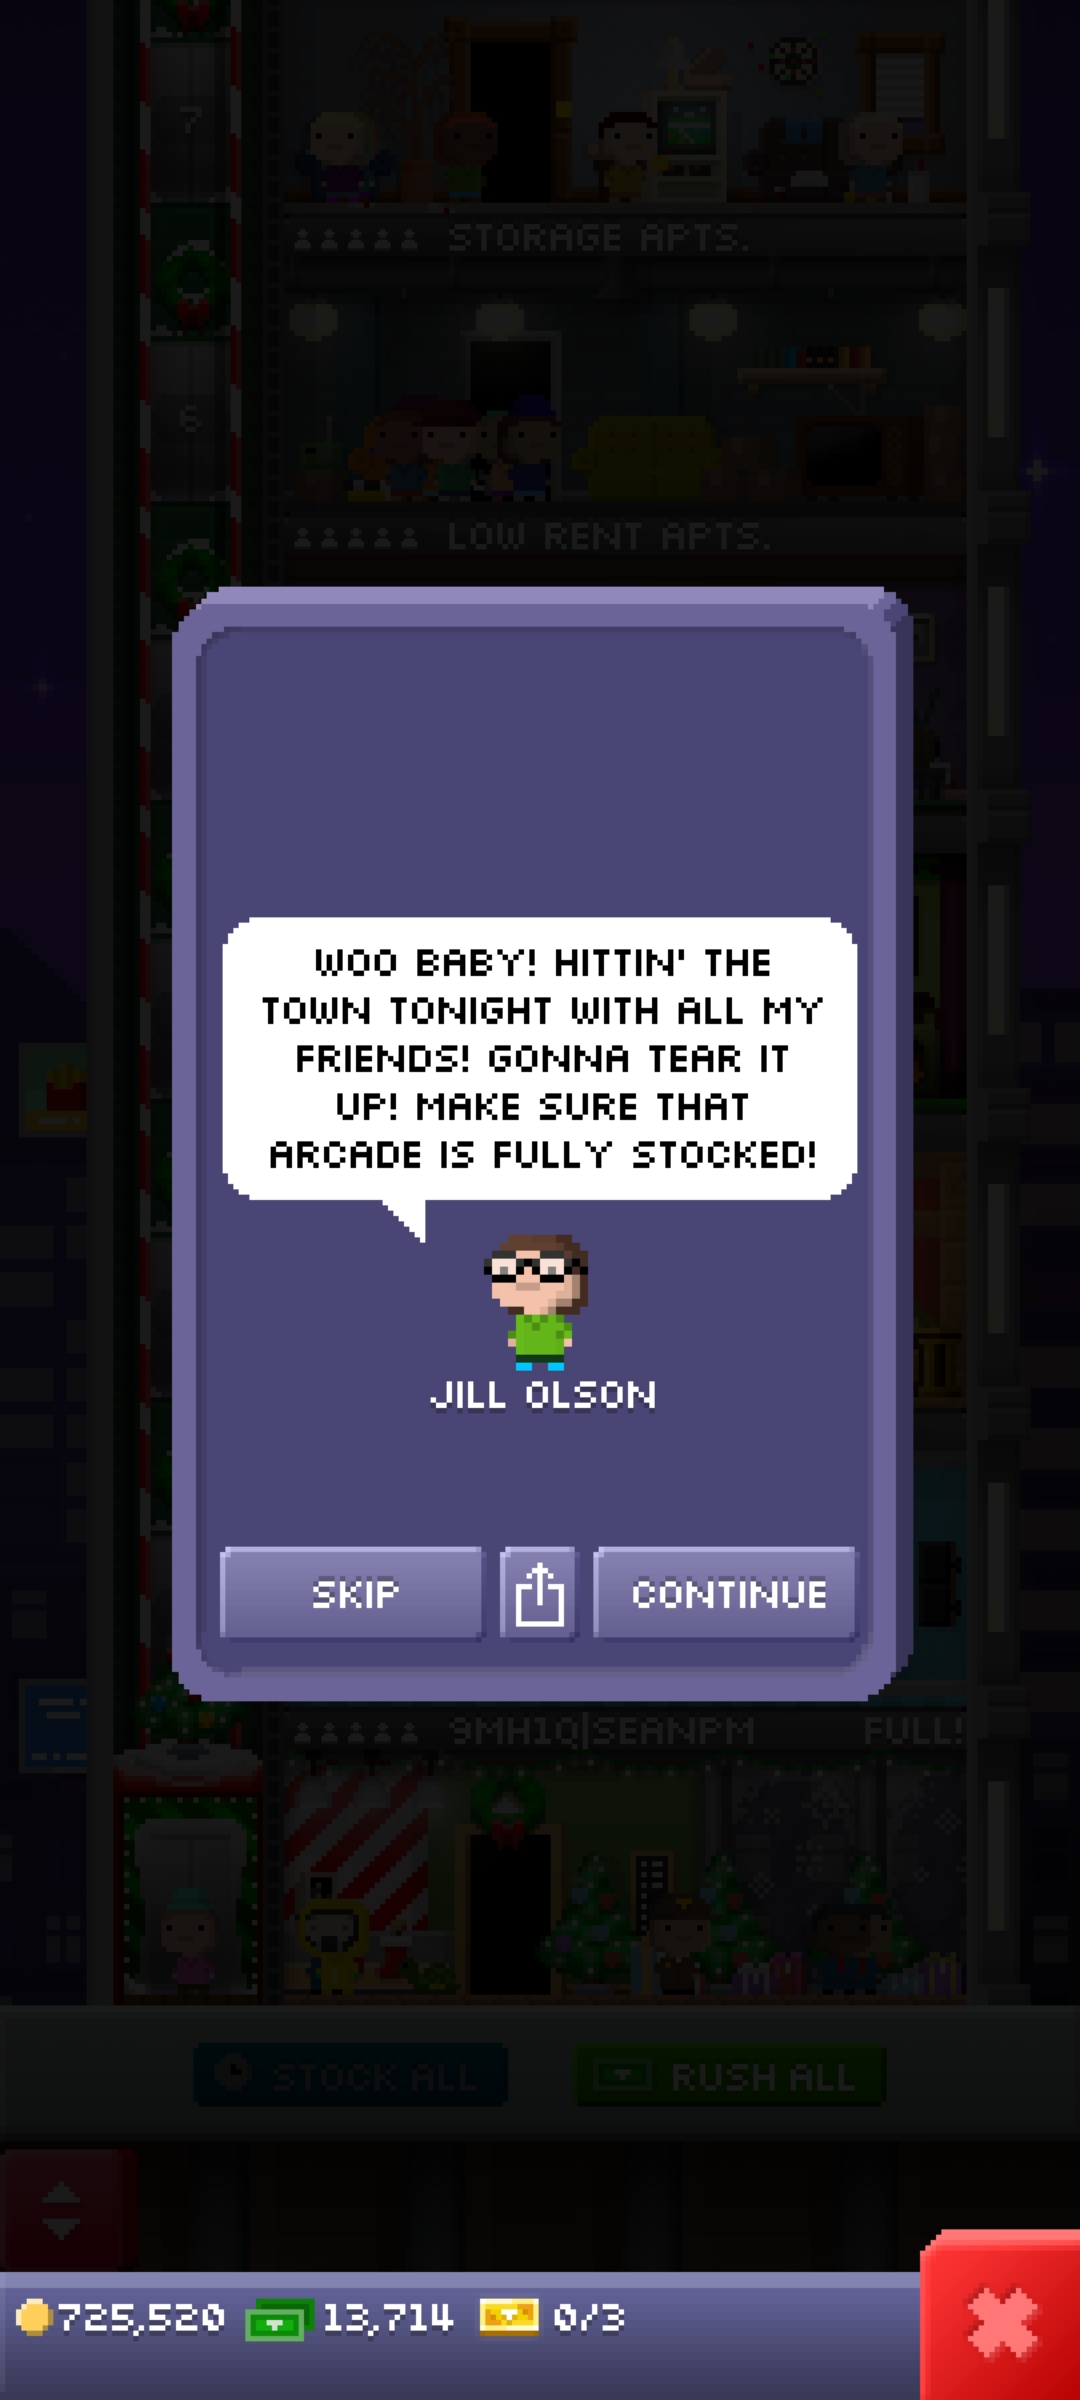 7
STORAGE APTS.
6
LOW RENT APTS.
WOO BABY! HITTIN' THE
TOWN TONIGHT WITH ALL MY
FRIENDS! GONNA TEAR IT
UP! MAKE SURE THAT
ARCADE IS FULLY STOCKED!
JILL OLSON
SKIP
CONTINUE
9MH1Q|SEANPM FULL!
STOCK ALL
RUSH ALL
725,520 13,714 0/3